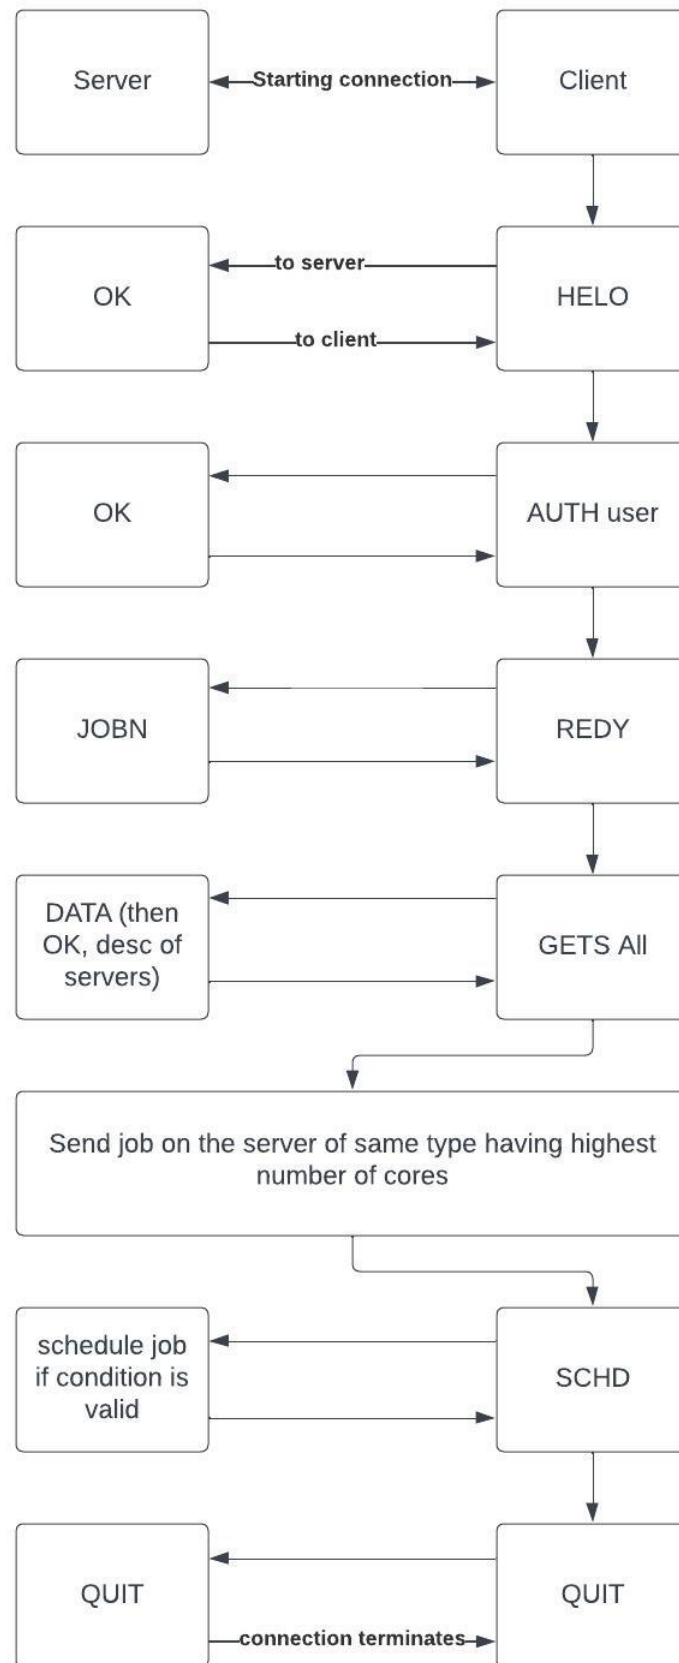 Server
Starting connection
Client
to server
OK
HELO
to client
OK
AUTH user
JOBN
REDY
DATA (then
OK, desc of
servers)
GETS All
Send job on the server of same type having highest
number of cores
schedule job
if condition is
valid
SCHD
QUIT
QUIT
connection terminates